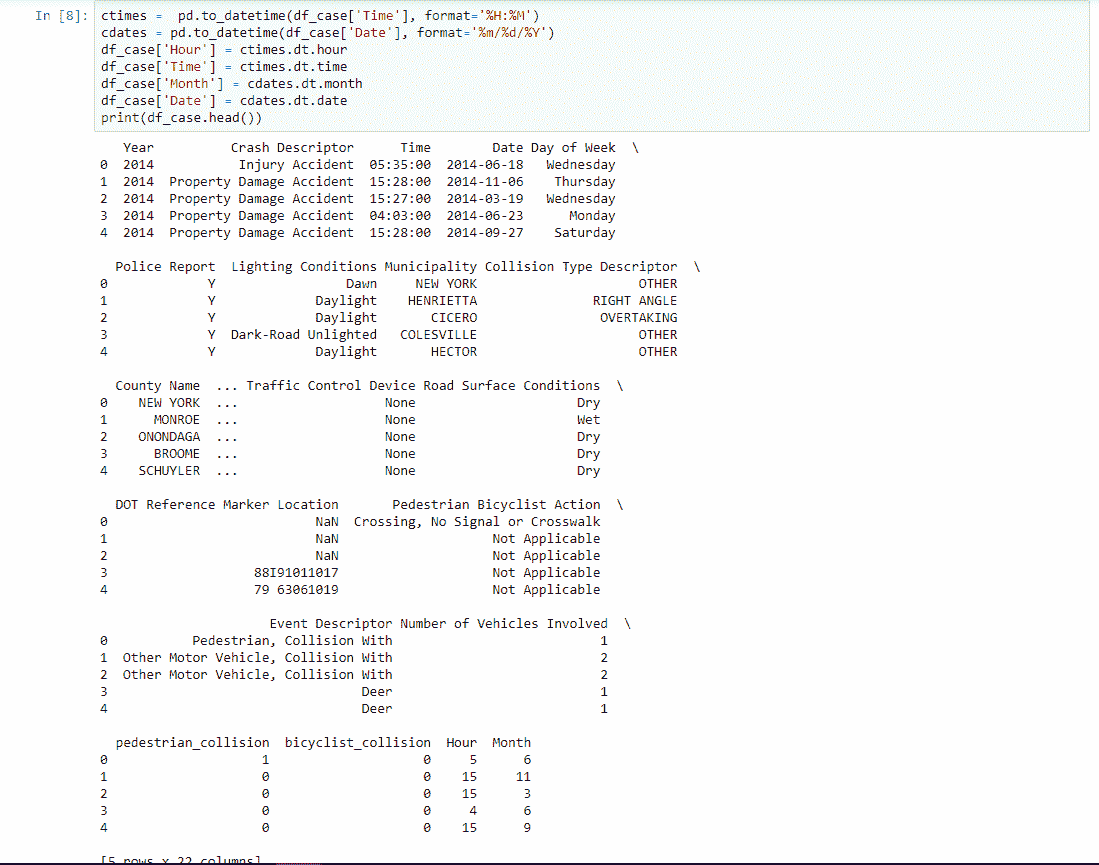 In [8]: ctimes =  pd.to_datetime(df_case['Time'], format='%H:%M')
cdates = pd.to_datetime(df_case['Date'], format='%m/%d/%Y')
df_case['Hour'] = ctimes.dt.hour
df_case['Time'] = ctimes.dt.time
df_case['Month'] = cdates.dt.month
df_case['Date'] = cdates.dt.date
print(df_case.head())
Year Crash Descriptor Time Date Day of Week \
0 2014 Injury Accident 05:35:00 2014-06-18 Wednesday
1 2014 Property Damage Accident 15:28:00 2014-11-06 Thursday
2 2014 Property Damage Accident 15:27:00 2014-03-19 Wednesday
3 2014 Property Damage Accident 04:03:00 2014-06-23 Monday
4 2014 Property Damage Accident 15:28:00 2014-09-27 Saturday
Police Report Lighting Conditions Municipality Collision Type Descriptor \
0 Y Dawn NEW YORK OTHER
1 Y Daylight HENRIETTA RIGHT ANGLE
2 Y Daylight CICERO OVERTAKING
3 Y Dark-Road Unlighted COLESVILLE OTHER
4 Y Daylight HECTOR OTHER
County Name ... Traffic Control Device Road Surface Conditions \
0 NEW YORK ... None Dry
1 MONROE ... None Wet
2 ONONDAGA ... None Dry
3 BROOME ... None Dry
4 SCHUYLER ... None Dry
DOT Reference Marker Location Pedestrian Bicyclist Action \
0 NaN Crossing, No Signal or Crosswalk
1 NaN Not Applicable
2 NaN Not Applicable
3 88I91011017 Not Applicable
4 79 63061019 Not Applicable
Event Descriptor Number of Vehicles Involved \
0 Pedestrian, Collision With 1
1 Other Motor Vehicle, Collision With 2
2 Other Motor Vehicle, Collision With 2
3 Deer 1
4 Deer 1
pedestrian_collision bicyclist_collision Hour Month
0 1 0 5 6
1 0 0 15 11
2 0 0 15 3
3 0 0 4 6
4 0 0 15 9
[5 rows x 22 columns]